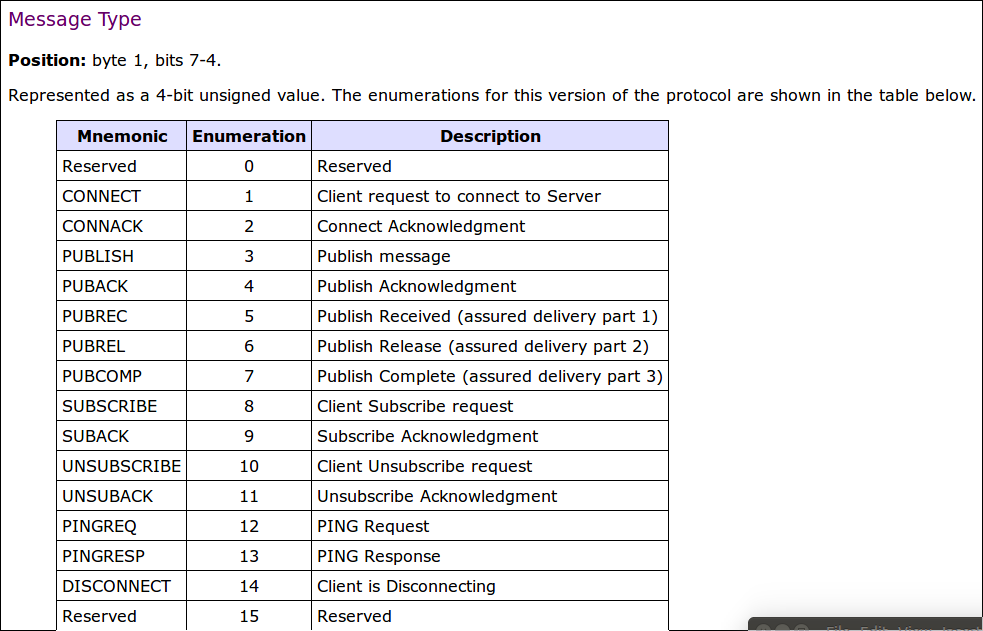 Message Type
Position: byte 1, bits 7-4.
Represented as a 4-bit unsigned value. The enumerations for this version of the protocol are shown in the table below.
Mnemonic Enumeration Description
Reserved 0 Reserved
CONNECT 1 Client request to connect to Server
CONNACK 2 Connect Acknowledgment
PUBLISH 3 Publish message
PUBACK 4 Publish Acknowledgment
PUBREC 5 Publish Received (assured delivery part 1)
PUBREL 6 Publish Release (assured delivery part 2)
PUBCOMP 7 Publish Complete (assured delivery part 3)
SUBSCRIBE 8 Client Subscribe request
SUBACK 9 Subscribe Acknowledgment
UNSUBSCRIBE 10 Client Unsubscribe request
UNSUBACK 11 Unsubscribe Acknowledgment
PINGREQ 12 PING Request
PINGRESP 13 PING Response
DISCONNECT 14 Client is Disconnecting
Reserved 15 Reserved